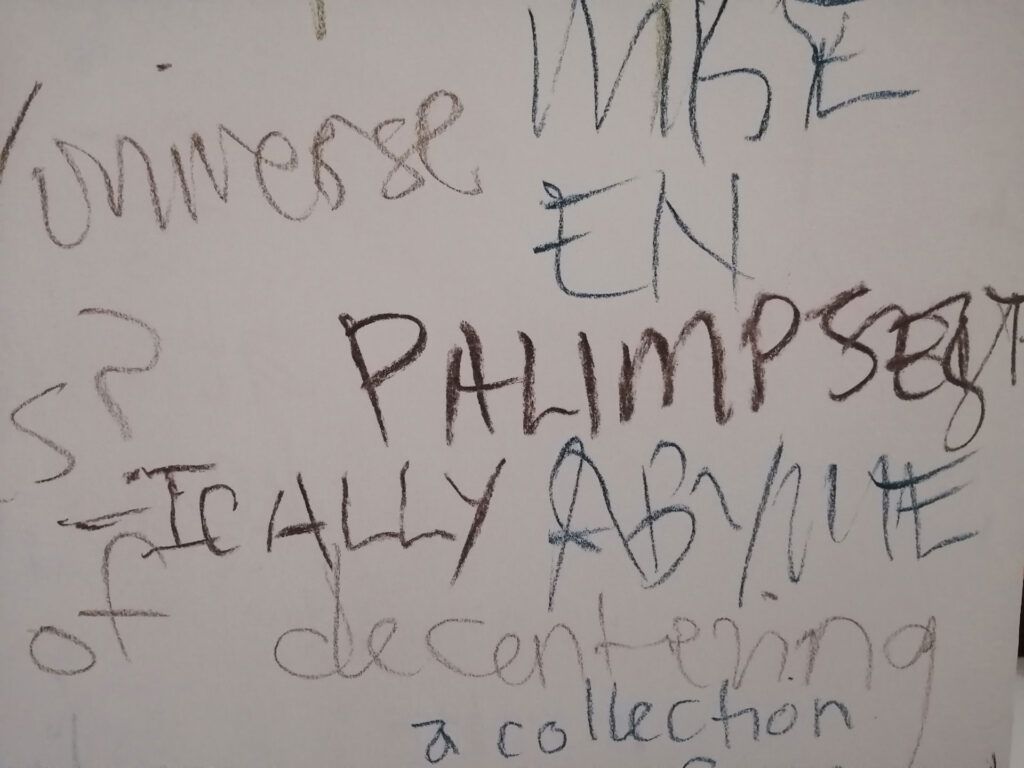 universe
EN
PALIMPSEST
-ICALLY ABYME
of decentering
a collection